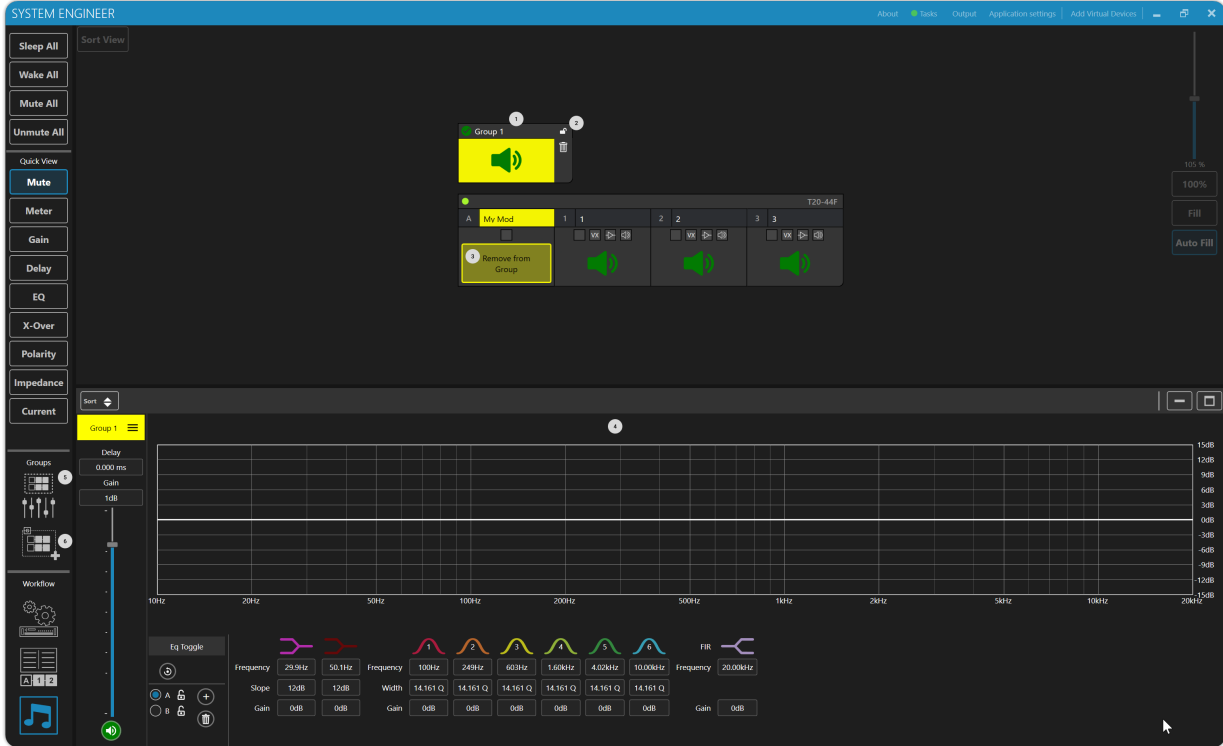 SYSTEM ENGINEER
About Tasks Output Application settings Add Virtual Devices
Sleep All
Wake All
Mute All
Unmute All
Quick View
Mute
Meter
Gain
Delay
EQ
X-Over
Polarity
Impedance
Current
Groups
5
6
Workflow
A 1 2
Sort View
1
2
Group 1
T20-44F
A My Mod 1 1 2 2 3 3
VX VX VX
3 Remove from
Group
105 %
100%
Fill
Auto Fill
Sort
4
Group 1
Delay
0.000 ms
Gain
1dB
15dB
12dB
9dB
6dB
3dB
0dB
-3dB
-6dB
-9dB
-12dB
-15dB
10Hz 20Hz 50Hz 100Hz 200Hz 500Hz 1kHz 2kHz 5kHz 10kHz 20kHz
Eq Toggle
A
B
1 2 3 4 5 6 FIR
Frequency 29.9Hz 50.1Hz Frequency 100Hz 249Hz 603Hz 1.60kHz 4.02kHz 10.00kHz Frequency 20.00kHz
Slope 12dB 12dB Width 14.161 Q 14.161 Q 14.161 Q 14.161 Q 14.161 Q 14.161 Q
Gain 0dB 0dB Gain 0dB 0dB 0dB 0dB 0dB 0dB Gain 0dB